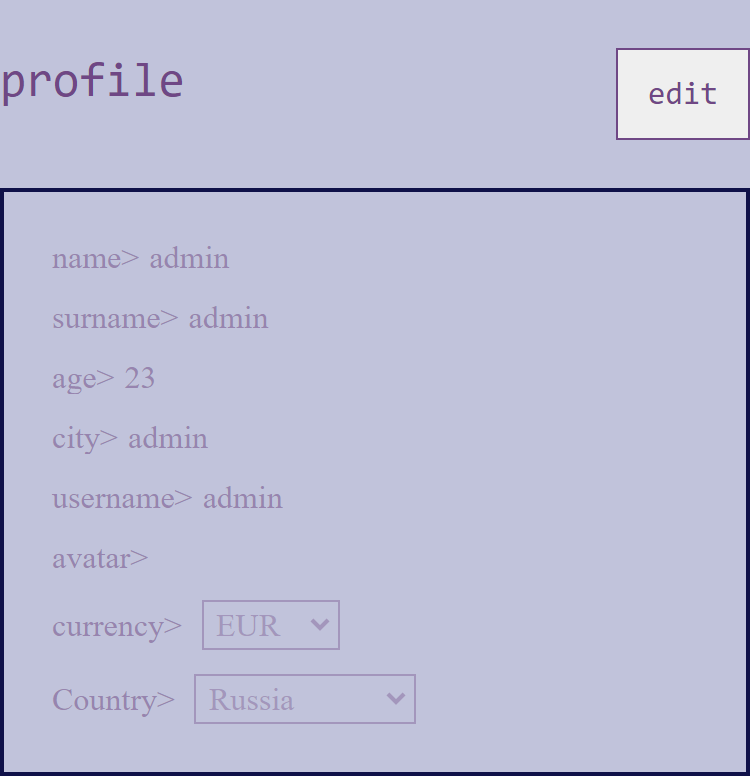 profile
edit
name> admin
surname> admin
age> 23
city> admin
username> admin
avatar>
currency> EUR
Country> Russia